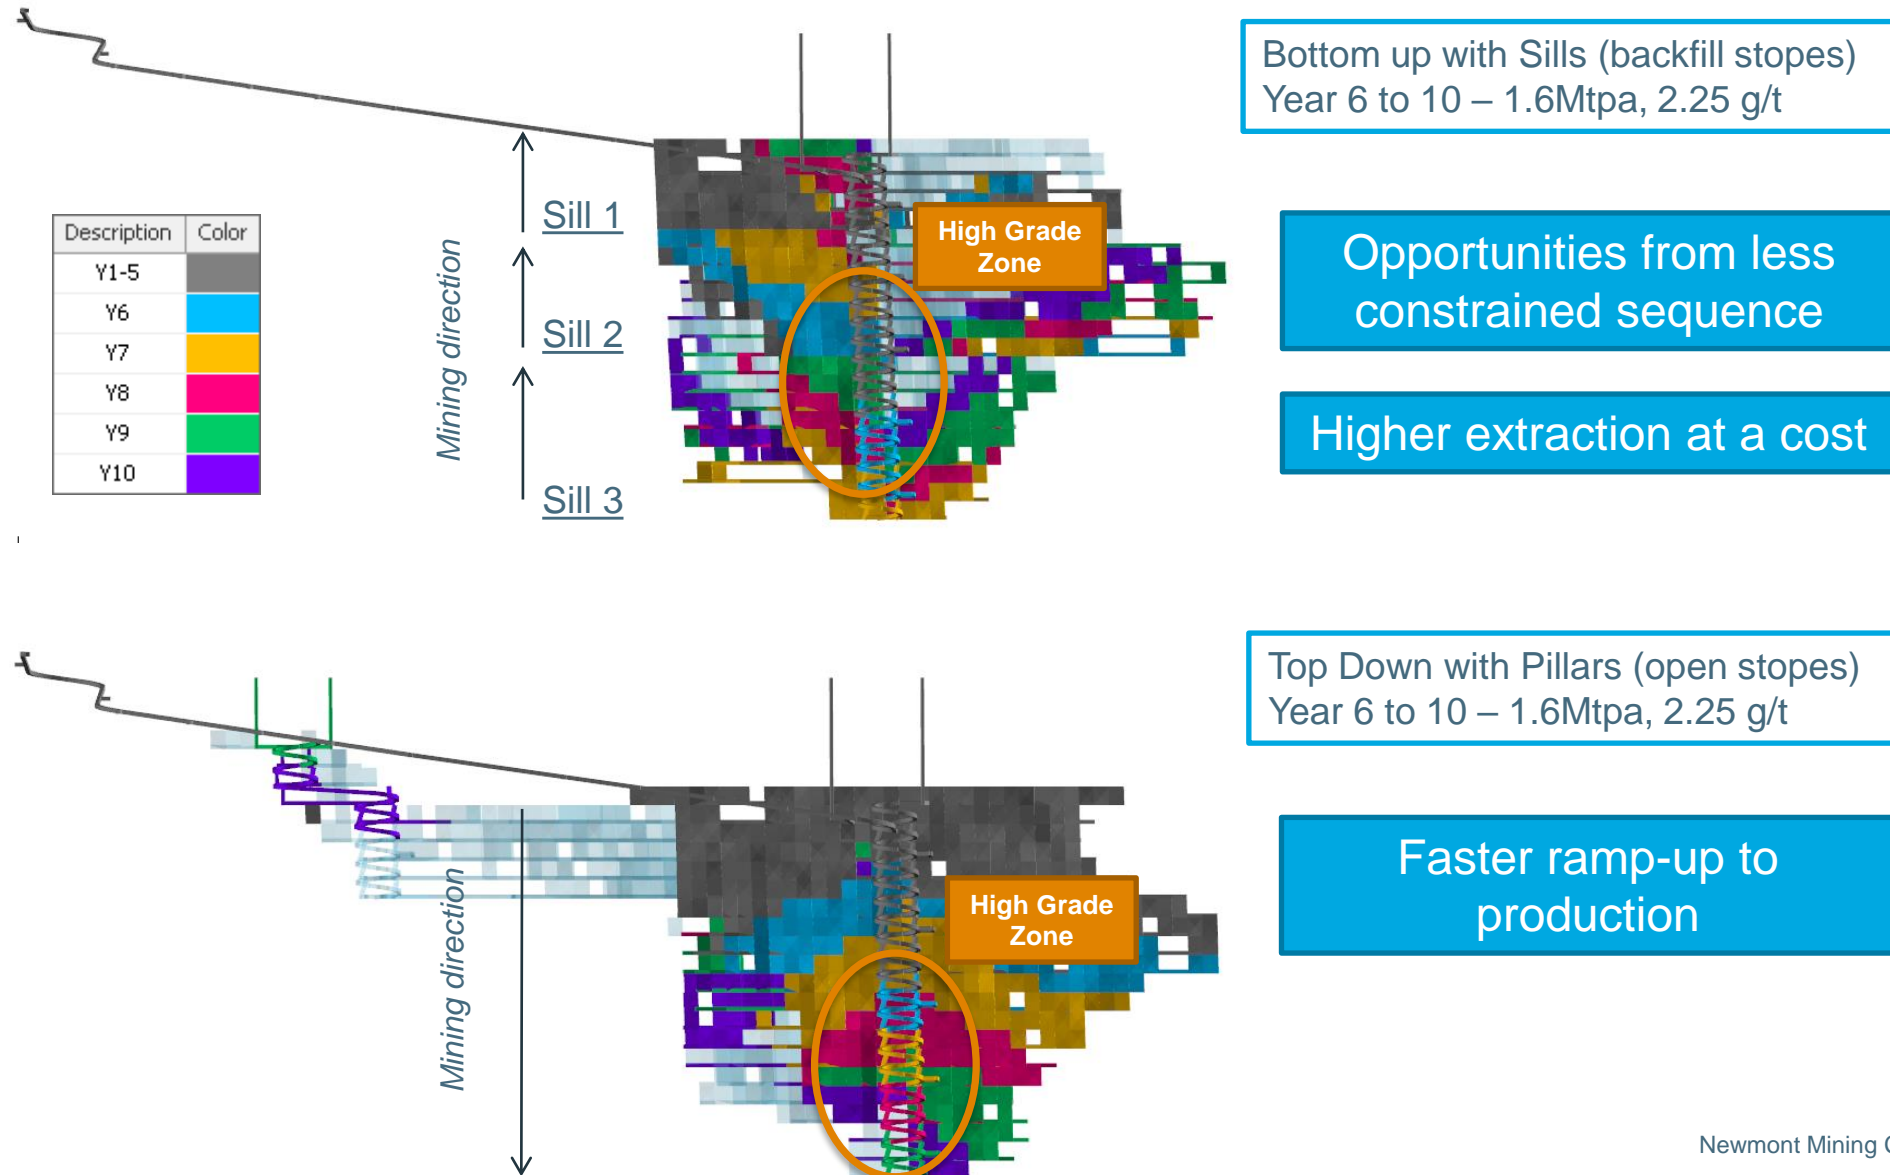 Bottom up with Sills (backfill stopes)
Year 6 to 10 – 1.6Mtpa, 2.25 g/t
Opportunities from less
constrained sequence
Higher extraction at a cost
Description Color
Y1-5
Y6
Y7
Y8
Y9
Y10
Mining direction
Sill 1
Sill 2
Sill 3
High Grade
Zone
Top Down with Pillars (open stopes)
Year 6 to 10 – 1.6Mtpa, 2.25 g/t
Faster ramp-up to
production
Mining direction
High Grade
Zone
Newmont Mining